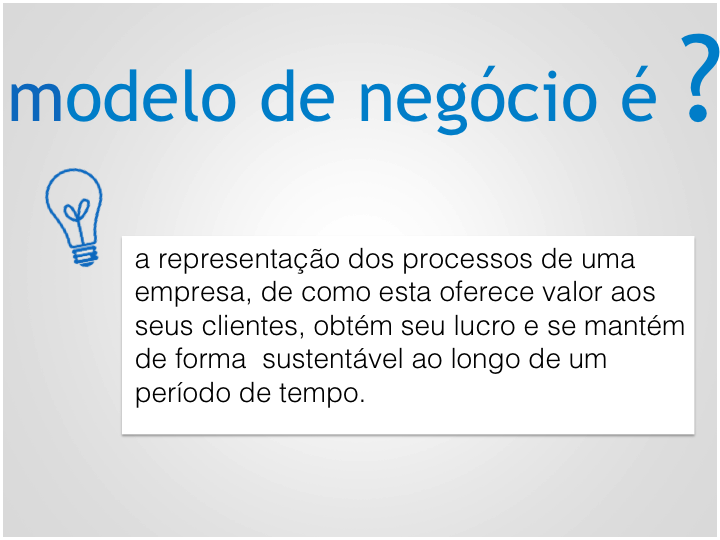 modelo de negócio é ?
a representação dos processos de uma
empresa, de como esta oferece valor aos
seus clientes, obtém seu lucro e se mantém
de forma  sustentável ao longo de um
período de tempo.